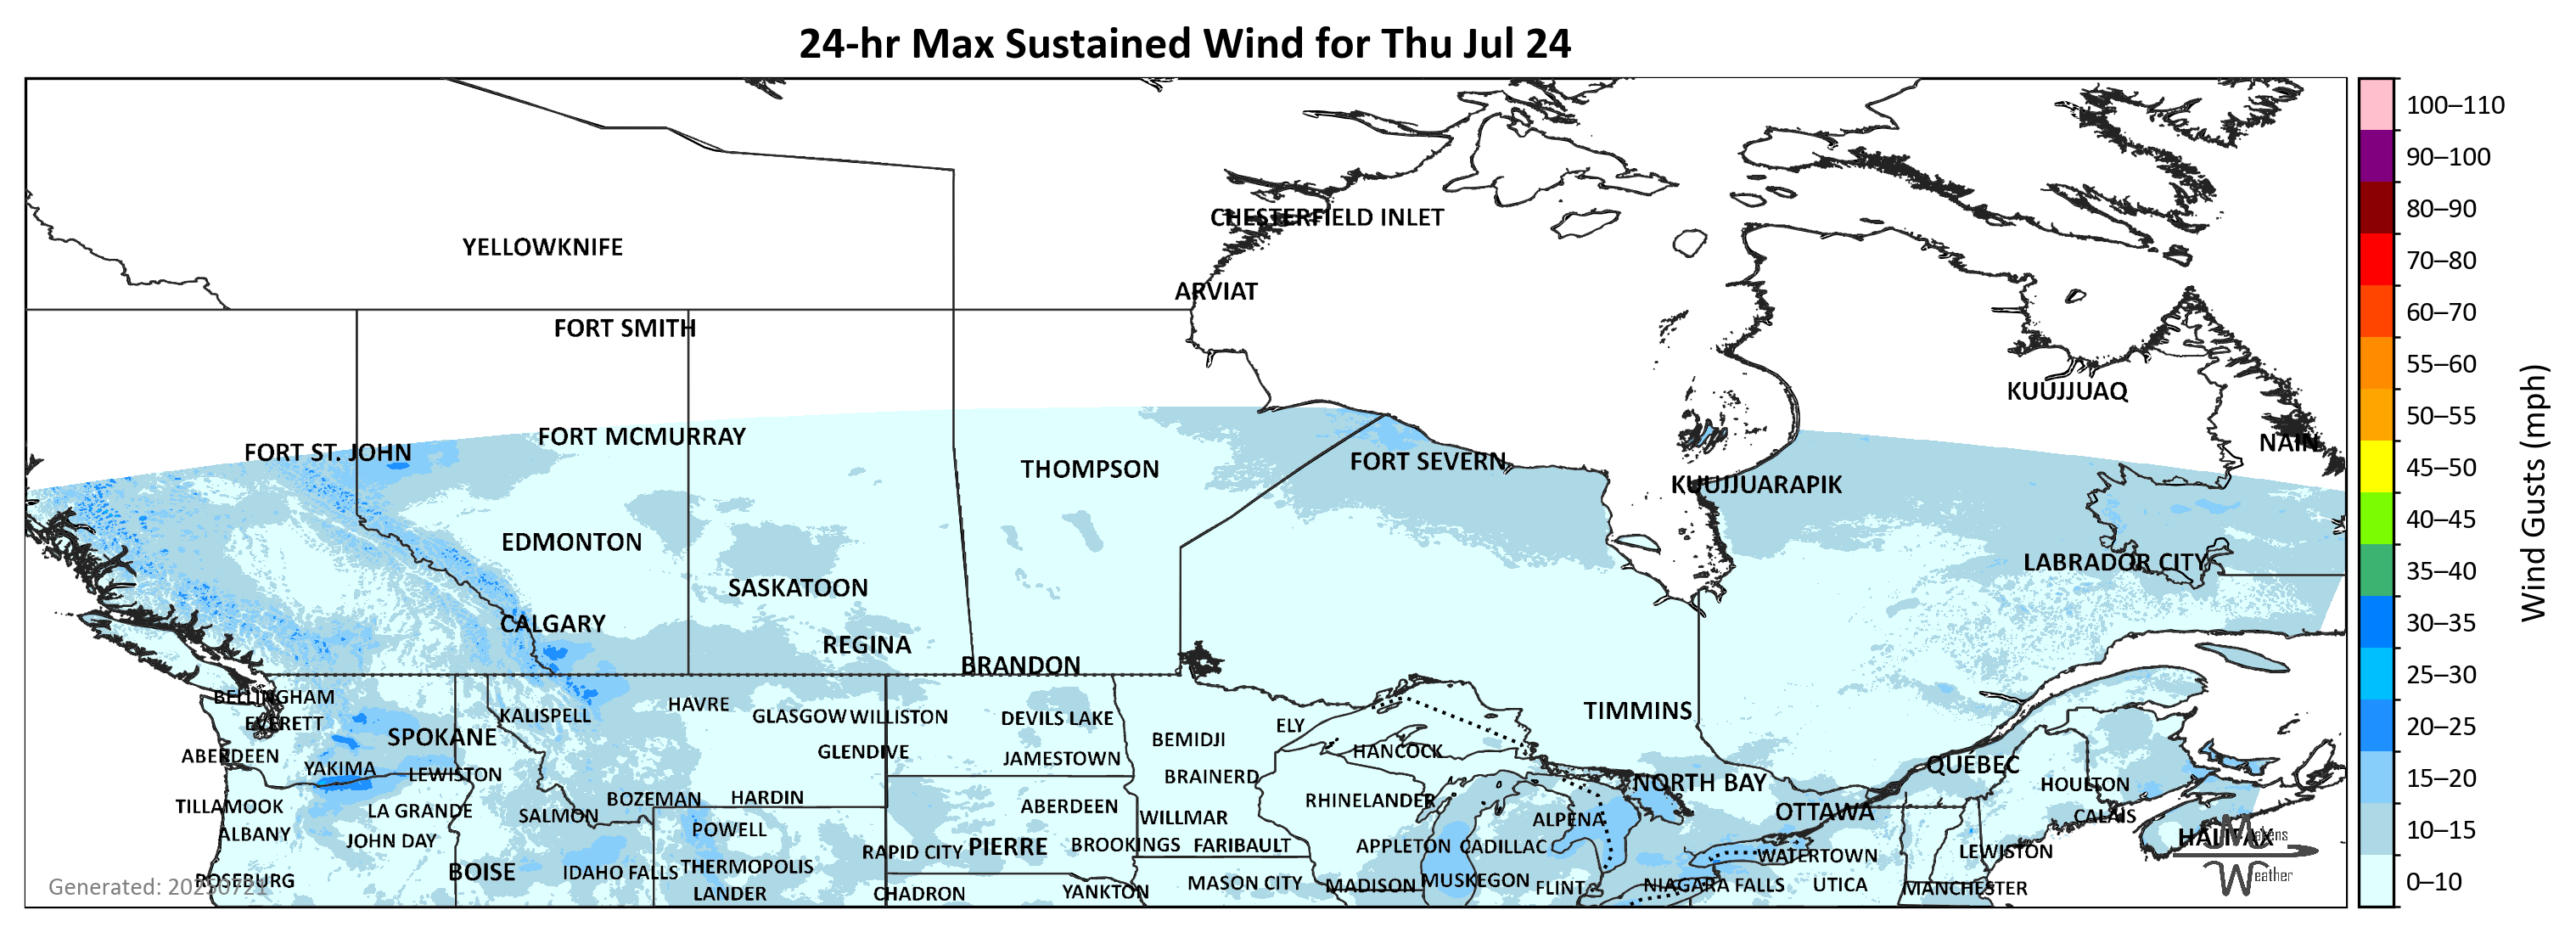 24-hr Max Sustained Wind for Thu Jul 24
100–110
90–100
80–90
CHESTERFIELD INLET
YELLOWKNIFE
70–80
ARVIAT
60–70
FORT SMITH
55–60
KUUJJUAQ
50–55
FORT MCMURRAY
NAIN
FORT ST. JOHN
FORT SEVERN
THOMPSON
45–50
KUUJJUARAPIK
Wind Gusts (mph)
40–45
EDMONTON
LABRADOR CITY
35–40
SASKATOON
CALGARY
30–35
REGINA
BRANDON
25–30
BELLINGHAM
HAVRE
TIMMINS
KALISPELL
GLASGOW
WILLISTON
DEVILS LAKE
EVERETT
ELY
20–25
SPOKANE
BEMIDJI
ABERDEEN
GLENDIVE
JAMESTOWN
HANCOCK
QUÉBEC
YAKIMA
LEWISTON
BRAINERD
NORTH BAY
HOULTON
15–20
TILLAMOOK
LA GRANDE
SALMON
BOZEMAN
HARDIN
ABERDEEN
WILLMAR
RHINELANDER
ALPENA
OTTAWA
CALAIS
10–15
ALBANY
JOHN DAY
POWELL
RAPID CITY
PIERRE
BROOKINGS
FARIBAULT
APPLETON
CADILLAC
WATERTOWN
LEWISTON
HALIFAX
Makens
Weather
BOISE
IDAHO FALLS
THERMOPOLIS
ROSEBURG
Generated: 20250721
LANDER
CHADRON
YANKTON
MASON CITY
MADISON
MUSKEGON
FLINT
NIAGARA FALLS
UTICA
MANCHESTER
0–10